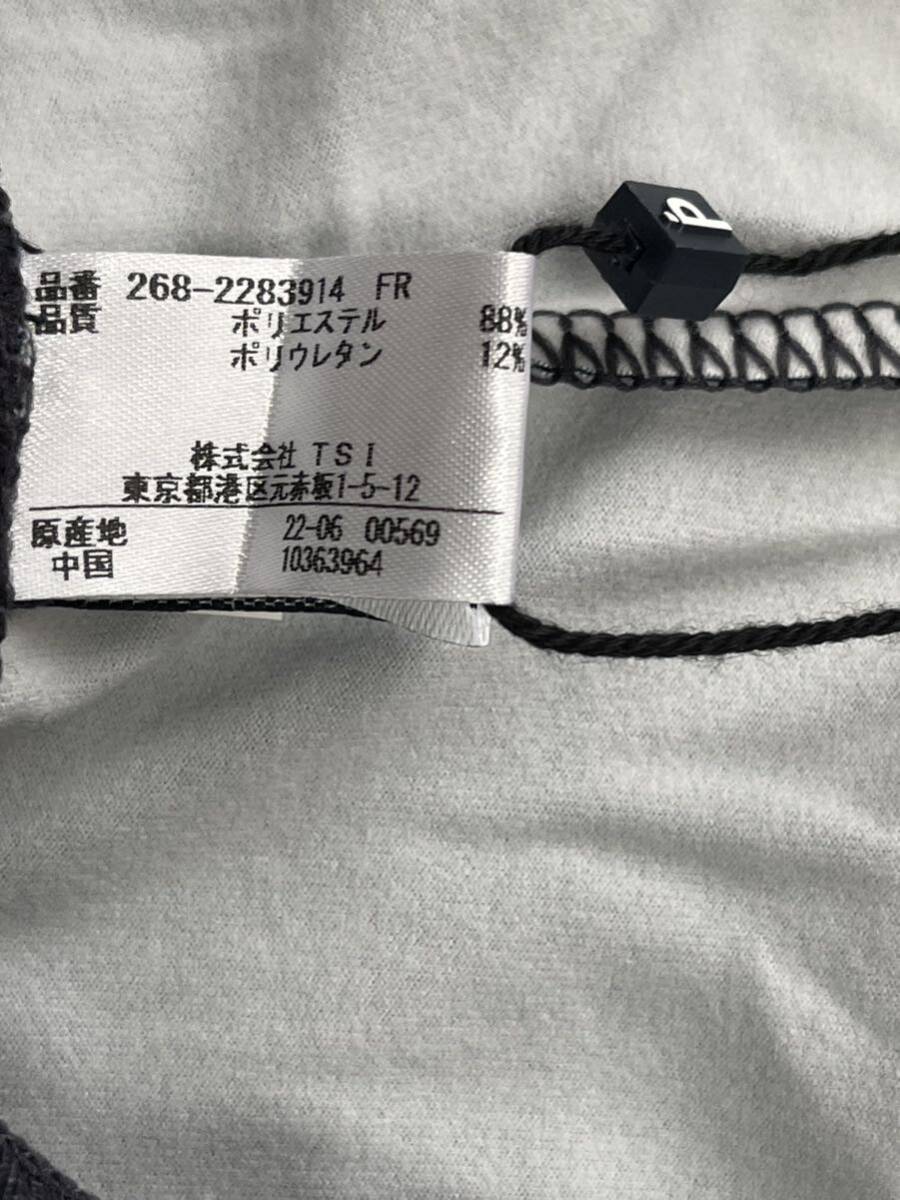 品番 268-2283914 FR
品質 ポリエステル 88%
ポリウレタン 12%
株式会社 TSI
東京都港区元赤坂1-5-12
原産地 22-06 00569
中国 10363964